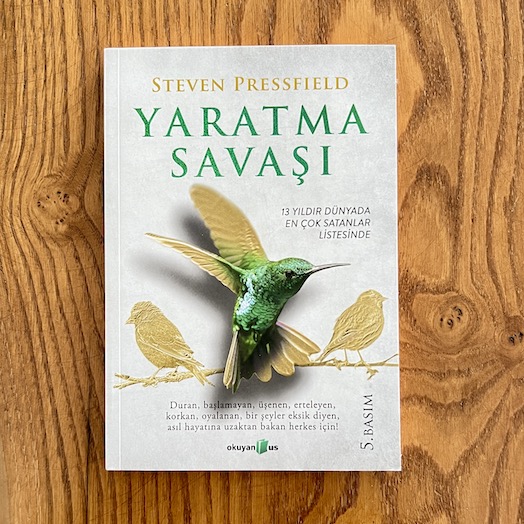 STEVEN PRESSFIELD
YARATMA
SAVAŞI
13 YILDIR DÜNYADA
EN ÇOK SATANLAR
LİSTESİNDE
Duran, başlamayan, üşenen, erteleyen,
korkan, oyalanan, bir şeyler eksik diyen,
asıl hayatına uzaktan bakan herkes için!
5. BASIM
okuyan us